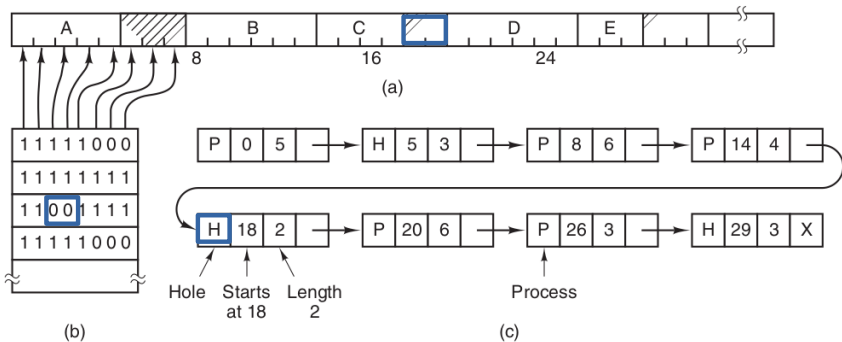 A B C D E
8 16 24
(a)
11111000
11111111
11001111
11111000
(b)
P 0 5 H 5 3 P 8 6 P 14 4
H 18 2 P 20 6 P 26 3 H 29 3 X
Hole Starts at 18 Length 2 Process
(c)